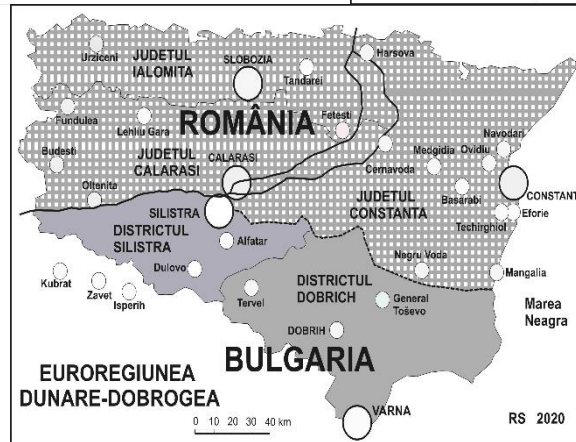 Urziceni
JUDETUL
IALOMITA
SLOBOZIA
Tandarei
Harsova
Fundulea
Lehliu Gara
ROMÂNIA
Fetești
Navodari
Budesti
JUDETUL
CALARASI
CALARASI
Cernavoda
Medgidia
Ovidiu
CONSTANT
Oltenita
JUDETUL
CONSTANTA
Basarabi
Techirghiol
Eforie
SILISTRA
DISTRICTUL
SILISTRA
Alfatar
Dulovo
Negru Voda
Mangalia
Kubrat
Zavet
Isperih
Tervel
DISTRICTUL
DOBRICH
General
Toševo
Marea
Neagra
DOBRIH
BULGARIA
EUROREGIUNEA
DUNARE-DOBROGEA
VARNA
0 10 20 30 40 km
RS 2020